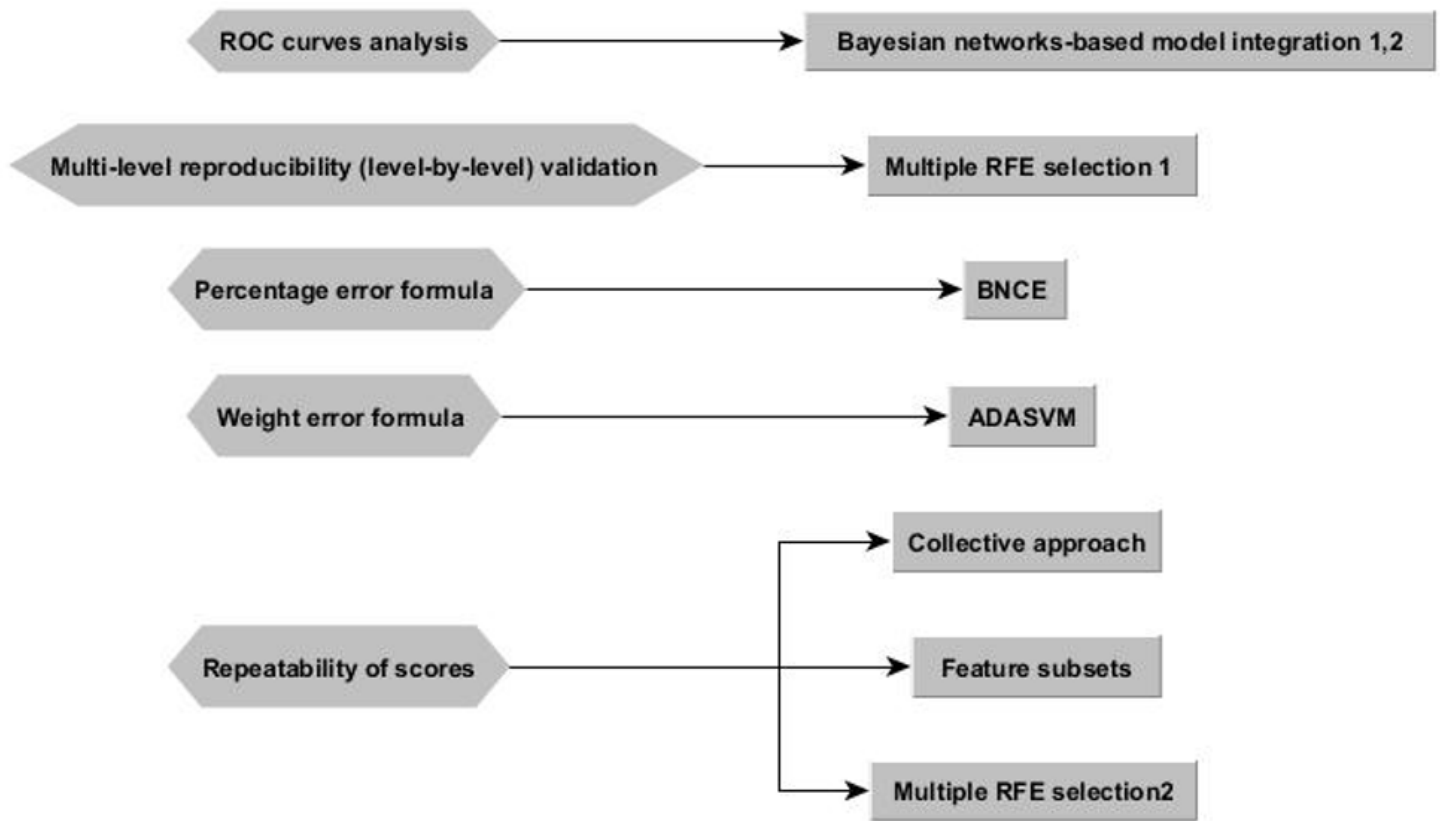 ROC curves analysis
Bayesian networks-based model integration 1,2
Multi-level reproducibility (level-by-level) validation
Multiple RFE selection 1
Percentage error formula
BNCE
Weight error formula
ADASVM
Collective approach
Repeatability of scores
Feature subsets
Multiple RFE selection2